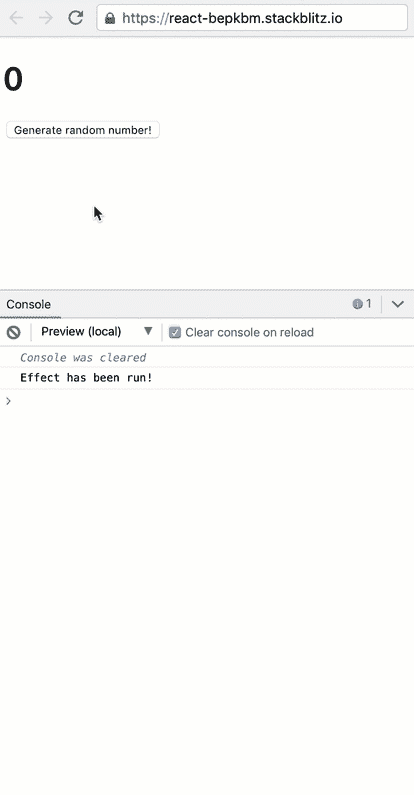 https://react-bepkbm.stackblitz.io
0
Generate random number!
Console 1
Preview (local) Clear console on reload
Console was cleared
Effect has been run!